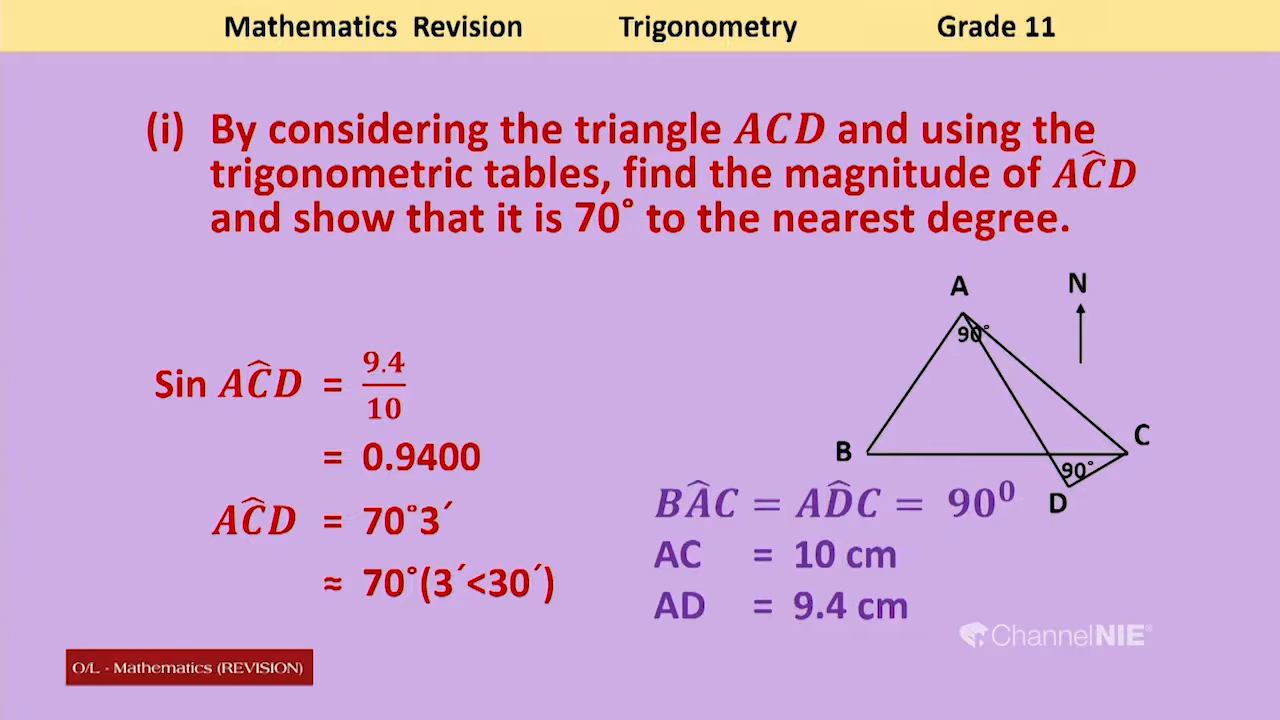 Mathematics Revision Trigonometry Grade 11
(i) By considering the triangle ACD and using the
trigonometric tables, find the magnitude of AĈD
and show that it is 70˚ to the nearest degree.
A N
90˚
Sin AĈD = 9.4/10
= 0.9400
B C
90˚
D
AĈD = 70˚3′
≈ 70˚(3′<30′)
BÂC = AD̂C = 90⁰
AC = 10 cm
AD = 9.4 cm
ChannelNIE®
O/L - Mathematics (REVISION)